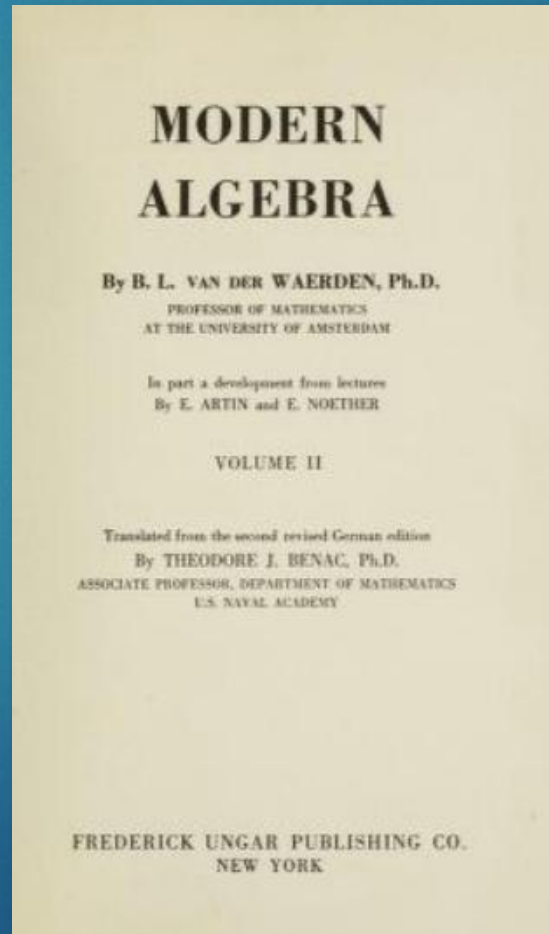 MODERN
ALGEBRA
By B. L. VAN DER WAERDEN, Ph.D.
PROFESSOR OF MATHEMATICS
AT THE UNIVERSITY OF AMSTERDAM
In part a development from lectures
By E. ARTIN and E. NOETHER
VOLUME II
Translated from the second revised German edition
By THEODORE J. BENAC, Ph.D.
ASSOCIATE PROFESSOR, DEPARTMENT OF MATHEMATICS
U.S. NAVAL ACADEMY
FREDERICK UNGAR PUBLISHING CO.
NEW YORK